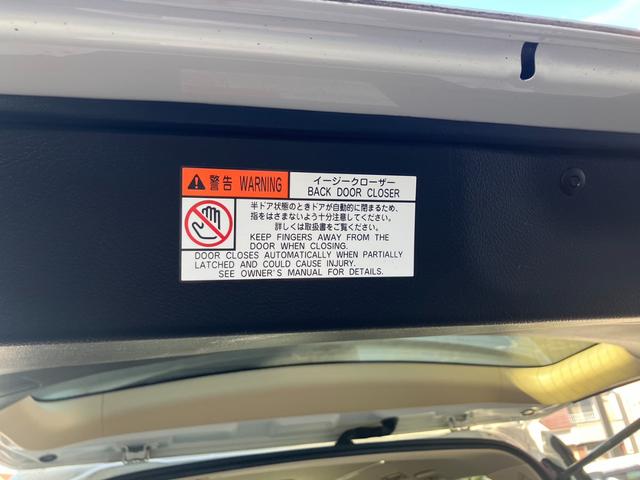 警告 WARNING
イージークローザー
BACK DOOR CLOSER
半ドア状態のときドアが自動的に閉まるため、
指をはさまないよう十分注意してください。
詳しくは取扱書をご覧ください。
KEEP FINGERS AWAY FROM THE
DOOR WHEN CLOSING.
DOOR CLOSES AUTOMATICALLY WHEN PARTIALLY
LATCHED AND COULD CAUSE INJURY.
SEE OWNER'S MANUAL FOR DETAILS.